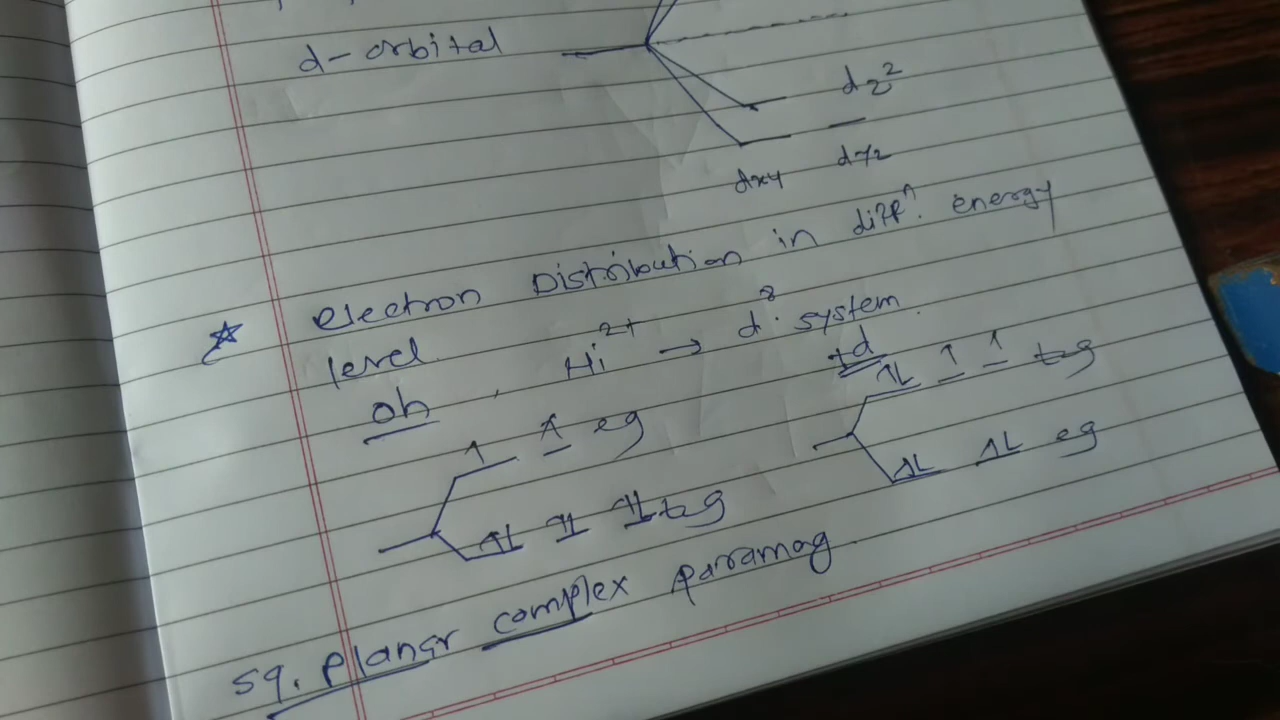 d-orbital
dz²
dxy dyz
☆ electron Distribution in diffⁿ. energy
level Hi²⁺ → d⁸. system
oh td
↑ ↑ eg
↑↓ ↑↓ ↑↓ t2g
↑↓ ↑ ↑ t2g
↑↓ ↑↓ eg
sq. planar complex paramag.